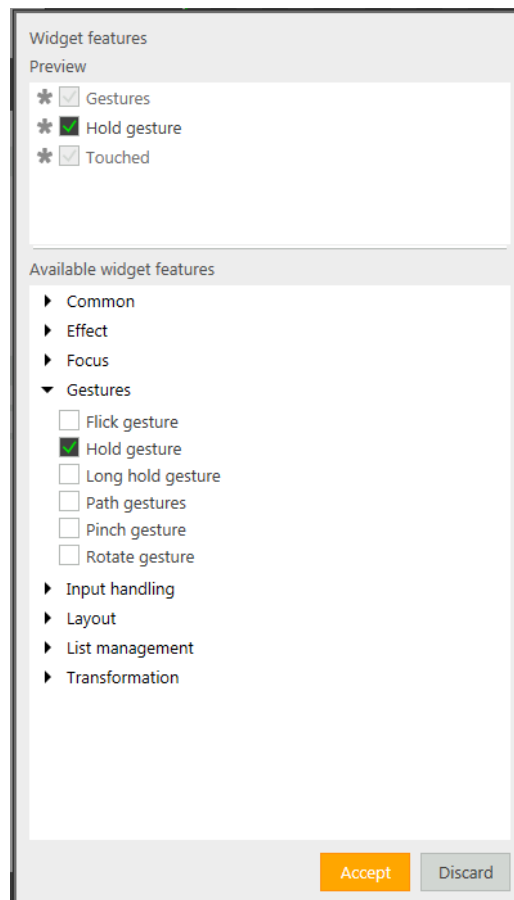 Widget features
Preview
Gestures
Hold gesture
Touched
Available widget features
Common
Effect
Focus
Gestures
Flick gesture
Hold gesture
Long hold gesture
Path gestures
Pinch gesture
Rotate gesture
Input handling
Layout
List management
Transformation
Accept Discard